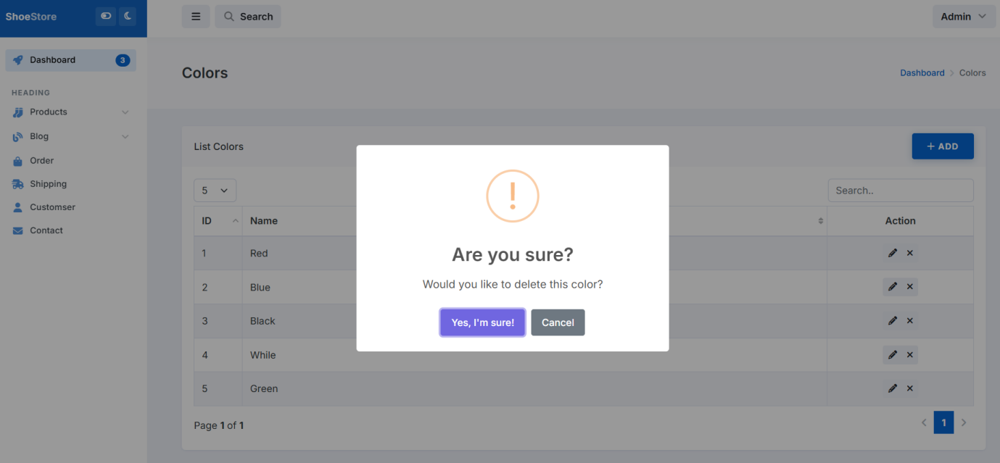 ShoeStore
Search
Admin
Dashboard 3
HEADING
Products
Blog
Order
Shipping
Customser
Contact
Colors
Dashboard > Colors
List Colors
+ ADD
5
Search..
ID Name Action
1 Red
2 Blue
3 Black
4 While
5 Green
Page 1 of 1
1
!
Are you sure?
Would you like to delete this color?
Yes, I'm sure! Cancel